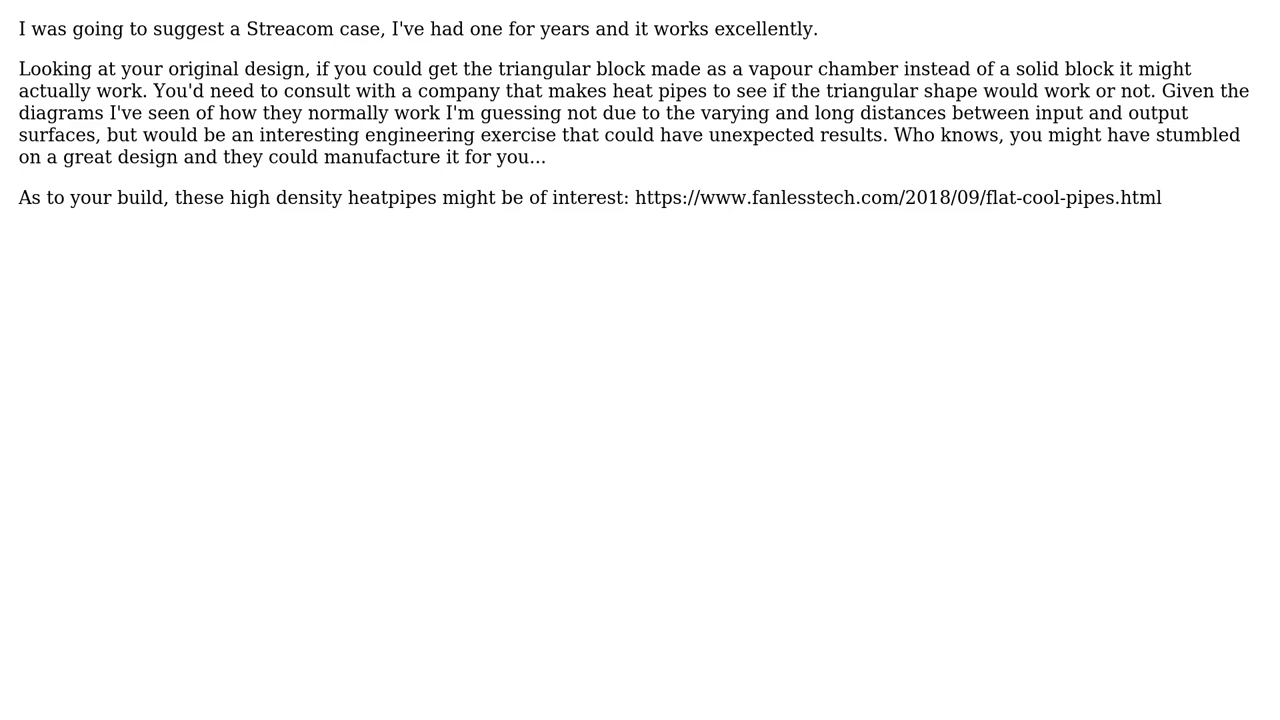 I was going to suggest a Streacom case, I've had one for years and it works excellently.
Looking at your original design, if you could get the triangular block made as a vapour chamber instead of a solid block it might
actually work. You'd need to consult with a company that makes heat pipes to see if the triangular shape would work or not. Given the
diagrams I've seen of how they normally work I'm guessing not due to the varying and long distances between input and output
surfaces, but would be an interesting engineering exercise that could have unexpected results. Who knows, you might have stumbled
on a great design and they could manufacture it for you...
As to your build, these high density heatpipes might be of interest: https://www.fanlesstech.com/2018/09/flat-cool-pipes.html